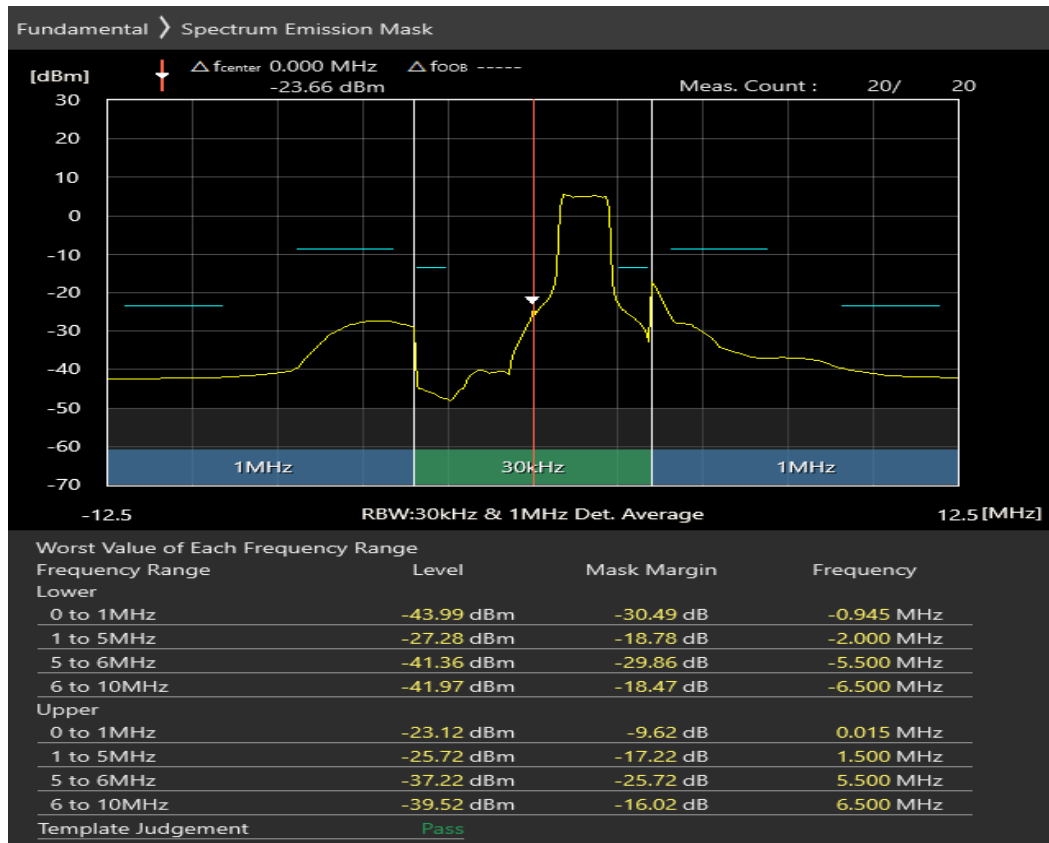 Fundamental ❯ Spectrum Emission Mask
[dBm] △ fcenter 0.000 MHz △ fOOB -----
-23.66 dBm Meas. Count : 20/ 20
30
20
10
0
-10
-20
-30
-40
-50
-60
-70
1MHz 30kHz 1MHz
-12.5 RBW:30kHz & 1MHz Det. Average 12.5 [MHz]
Worst Value of Each Frequency Range
Frequency Range Level Mask Margin Frequency
Lower
0 to 1MHz -43.99 dBm -30.49 dB -0.945 MHz
1 to 5MHz -27.28 dBm -18.78 dB -2.000 MHz
5 to 6MHz -41.36 dBm -29.86 dB -5.500 MHz
6 to 10MHz -41.97 dBm -18.47 dB -6.500 MHz
Upper
0 to 1MHz -23.12 dBm -9.62 dB 0.015 MHz
1 to 5MHz -25.72 dBm -17.22 dB 1.500 MHz
5 to 6MHz -37.22 dBm -25.72 dB 5.500 MHz
6 to 10MHz -39.52 dBm -16.02 dB 6.500 MHz
Template Judgement Pass